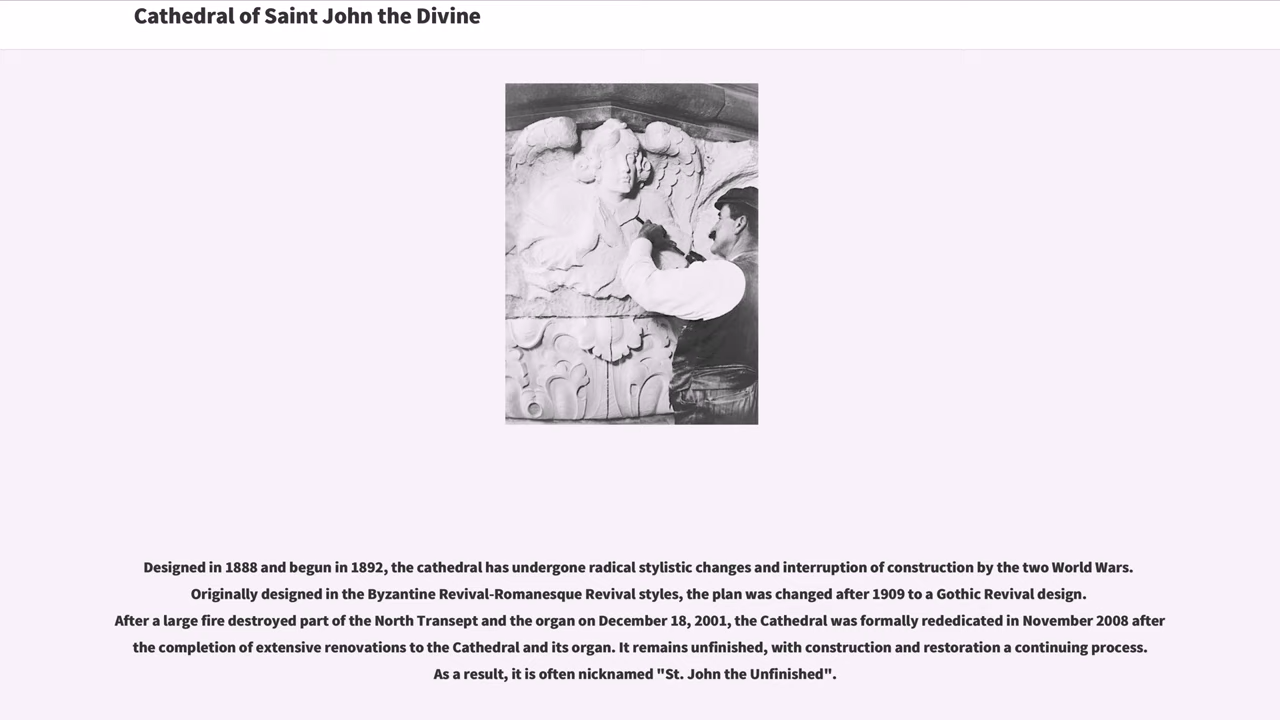 Cathedral of Saint John the Divine
Designed in 1888 and begun in 1892, the cathedral has undergone radical stylistic changes and interruption of construction by the two World Wars.
Originally designed in the Byzantine Revival-Romanesque Revival styles, the plan was changed after 1909 to a Gothic Revival design.
After a large fire destroyed part of the North Transept and the organ on December 18, 2001, the Cathedral was formally rededicated in November 2008 after
the completion of extensive renovations to the Cathedral and its organ. It remains unfinished, with construction and restoration a continuing process.
As a result, it is often nicknamed "St. John the Unfinished".